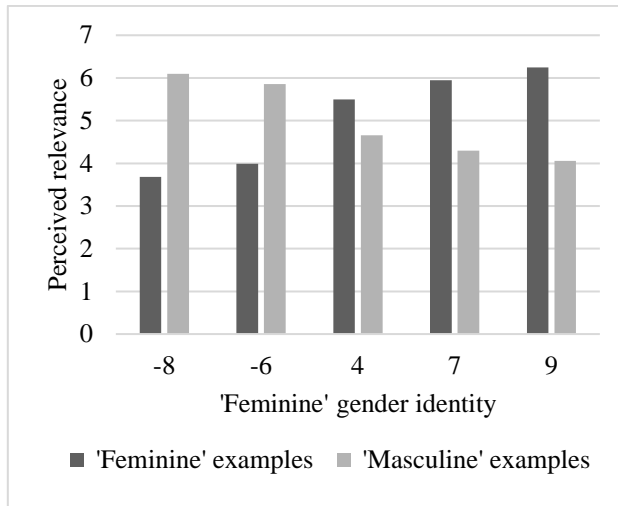 7
6
5
4
3
2
1
0
Perceived relevance
-8 -6 4 7 9
'Feminine' gender identity
'Feminine' examples 'Masculine' examples